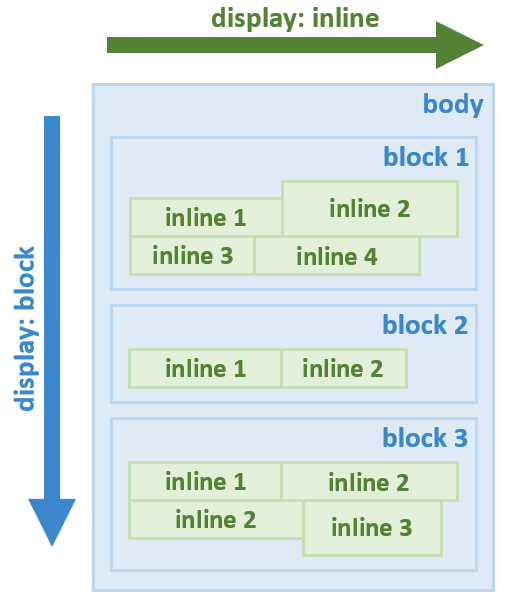 display: inline
display: block
body
block 1
inline 1
inline 2
inline 3
inline 4
block 2
inline 1
inline 2
block 3
inline 1
inline 2
inline 2
inline 3